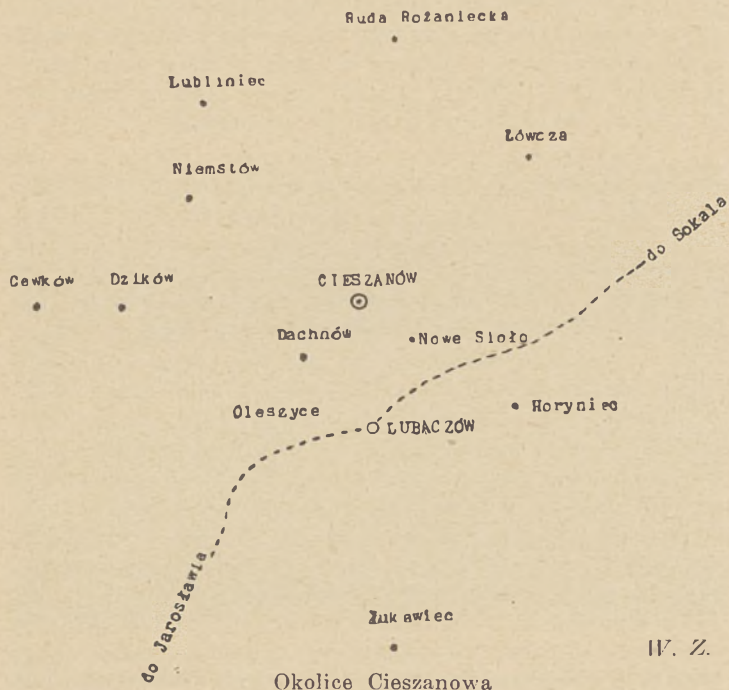 Ruda Rożaniecka
Lubliniec
Łówcza
Niemstów
do Sokala
Cewków
Dzików
CIESZANÓW
Dachnów
Nowe Sioło
Oleszyce
Horyniec
LUBACZÓW
do Jarosławia
Żukawiec
W. Z.
Okolice Cieszanowa